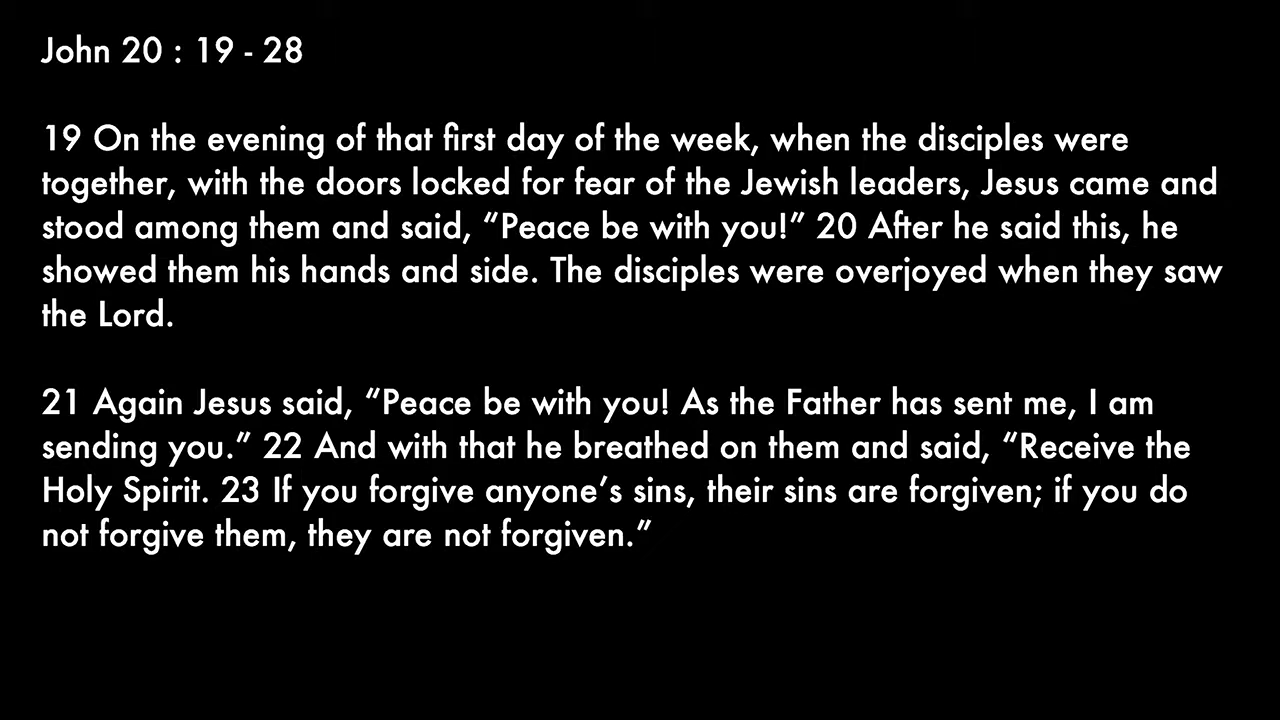 John 20 : 19 - 28
19 On the evening of that first day of the week, when the disciples were
together, with the doors locked for fear of the Jewish leaders, Jesus came and
stood among them and said, “Peace be with you!” 20 After he said this, he
showed them his hands and side. The disciples were overjoyed when they saw
the Lord.
21 Again Jesus said, “Peace be with you! As the Father has sent me, I am
sending you.” 22 And with that he breathed on them and said, “Receive the
Holy Spirit. 23 If you forgive anyone’s sins, their sins are forgiven; if you do
not forgive them, they are not forgiven.”